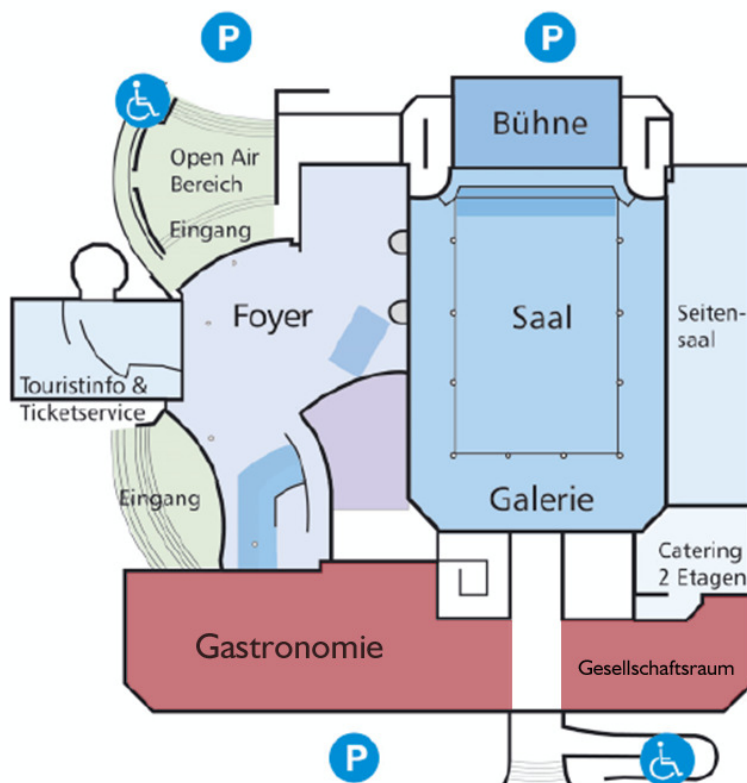 P
P
Bühne
Open Air
Bereich
Eingang
Foyer
Saal
Seiten-
saal
Touristinfo &
Ticketservice
Eingang
Galerie
Catering
2 Etagen
Gastronomie
Gesellschaftsraum
P